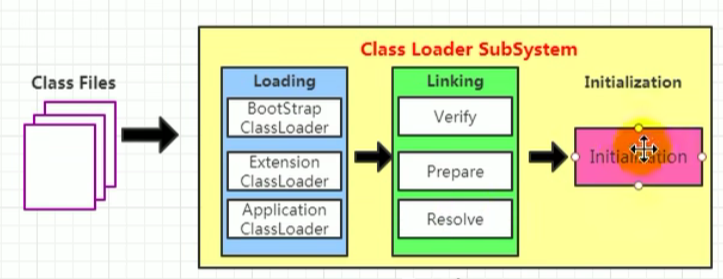 Class Loader SubSystem
Class Files
Loading
BootStrap
ClassLoader
Extension
ClassLoader
Application
ClassLoader
Linking
Verify
Prepare
Resolve
Initialization
Initialization